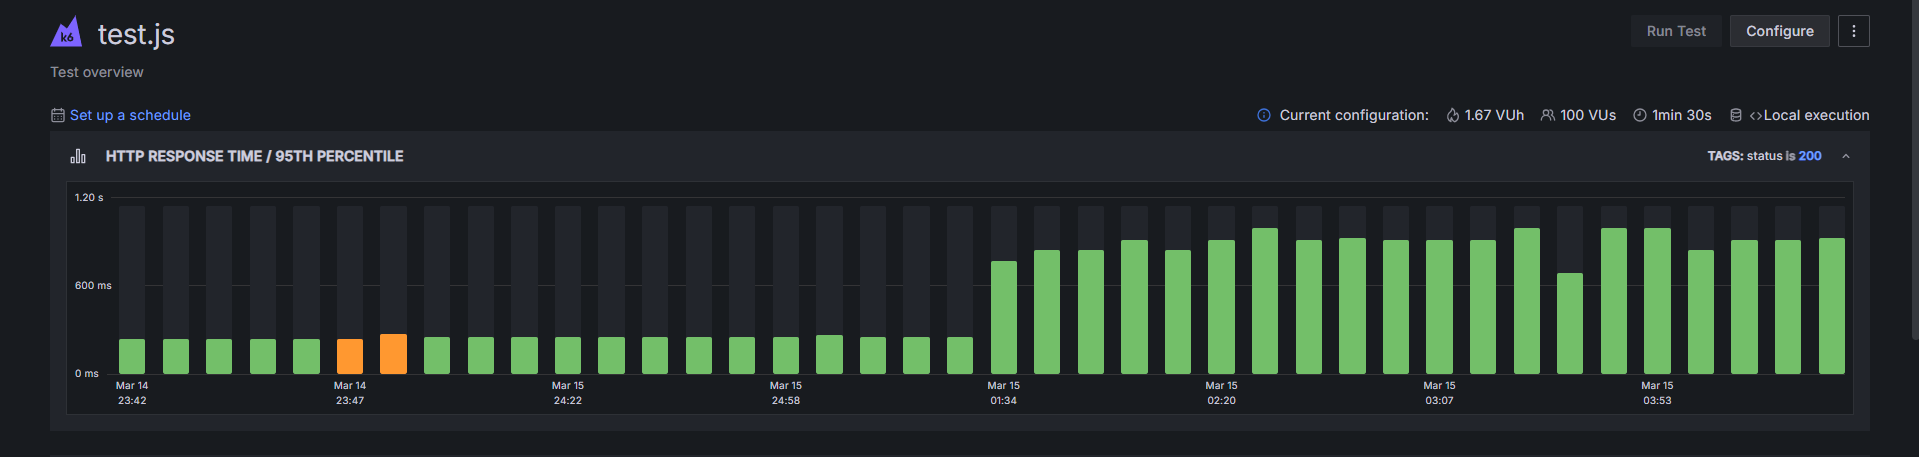 k6
test.js
Run Test
Configure
Test overview
Set up a schedule
Current configuration: 1.67 VUh 100 VUs 1min 30s <>Local execution
HTTP RESPONSE TIME / 95TH PERCENTILE
TAGS: status is 200
1.20 s
600 ms
0 ms
Mar 14
23:42
Mar 14
23:47
Mar 15
24:22
Mar 15
24:58
Mar 15
01:34
Mar 15
02:20
Mar 15
03:07
Mar 15
03:53